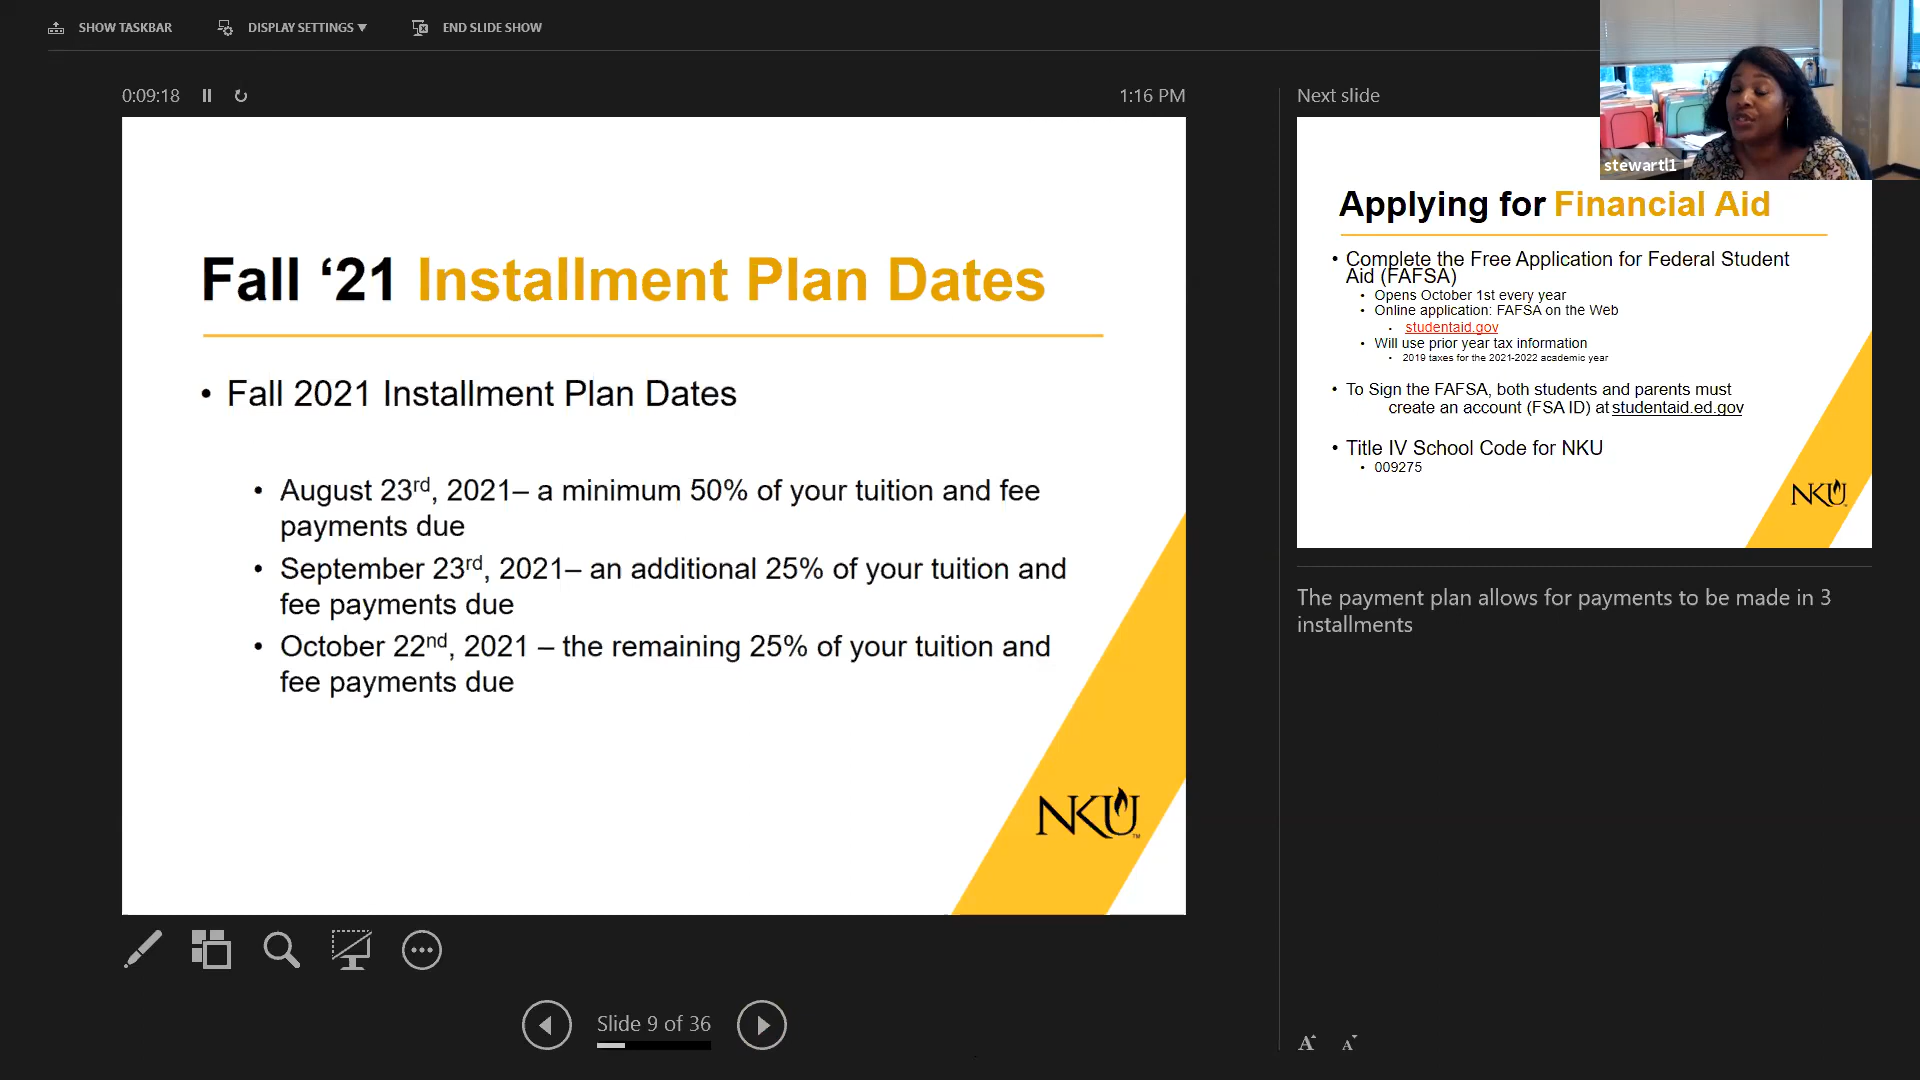 SHOW TASKBAR
DISPLAY SETTINGS ▾
END SLIDE SHOW
0:09:18
1:16 PM
Fall ‘21 Installment Plan Dates
• Fall 2021 Installment Plan Dates
• August 23rd, 2021– a minimum 50% of your tuition and fee
payments due
• September 23rd, 2021– an additional 25% of your tuition and
fee payments due
• October 22nd, 2021 – the remaining 25% of your tuition and
fee payments due
NKU
TM
Slide 9 of 36
Next slide
stewartl1
Applying for Financial Aid
• Complete the Free Application for Federal Student
Aid (FAFSA)
• Opens October 1st every year
• Online application: FAFSA on the Web
• studentaid.gov
• Will use prior year tax information
• 2019 taxes for the 2021-2022 academic year
• To Sign the FAFSA, both students and parents must
create an account (FSA ID) at studentaid.ed.gov
• Title IV School Code for NKU
• 009275
NKU
The payment plan allows for payments to be made in 3
installments
A A